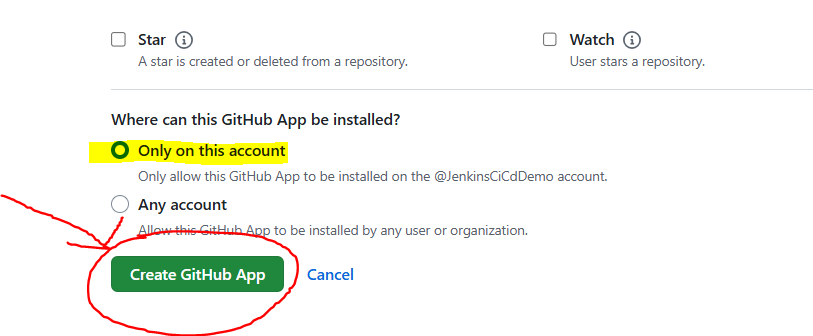 Star
Watch
A star is created or deleted from a repository.
User stars a repository.
Where can this GitHub App be installed?
Only on this account
Only allow this GitHub App to be installed on the @JenkinsCiCdDemo account.
Any account
Allow this GitHub App to be installed by any user or organization.
Create GitHub App
Cancel